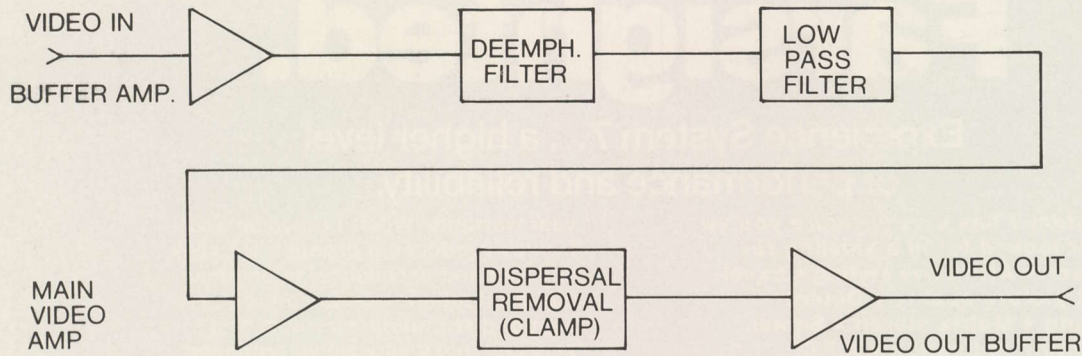 VIDEO IN
BUFFER AMP.
DEEMPH.
FILTER
LOW
PASS
FILTER
MAIN
VIDEO
AMP
DISPERSAL
REMOVAL
(CLAMP)
VIDEO OUT
VIDEO OUT BUFFER